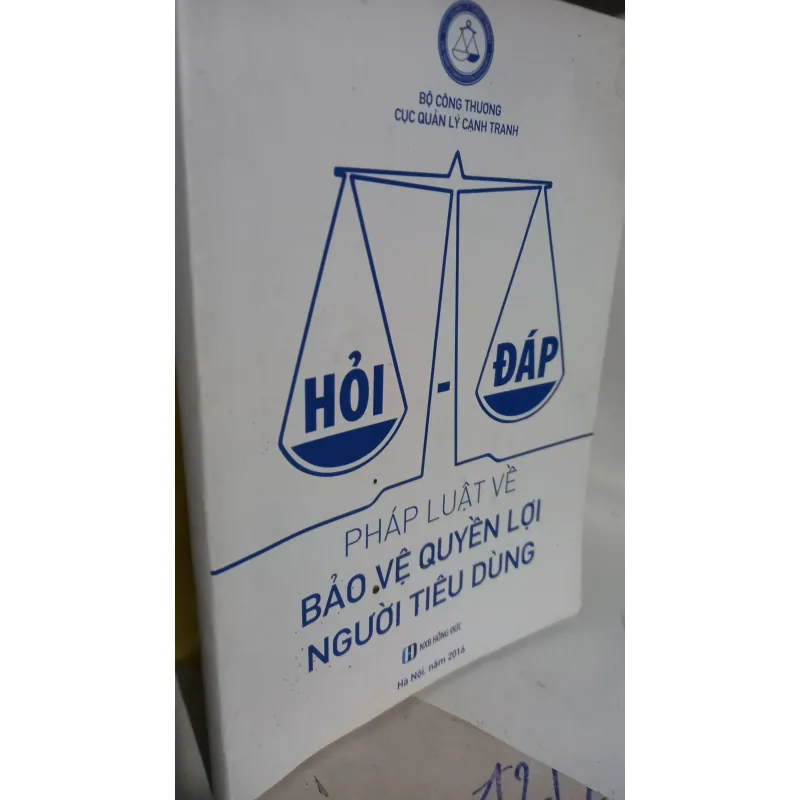 BỘ CÔNG THƯƠNG
CỤC QUẢN LÝ CẠNH TRANH
HỎI - ĐÁP
PHÁP LUẬT VỀ
BẢO VỆ QUYỀN LỢI
NGƯỜI TIÊU DÙNG
NXB HỒNG ĐỨC
Hà Nội, năm 2016